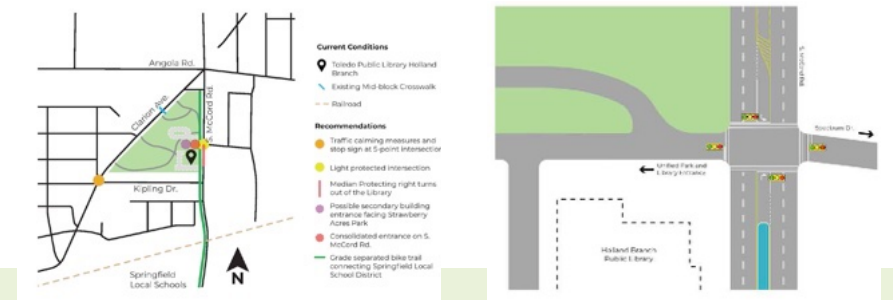 Angola Rd.
Clarion Ave.
S. McCord Rd.
Kipling Dr.
Springfield
Local Schools
N
Current Conditions
Toledo Public Library Holland
Branch
Existing Mid-block Crosswalk
Railroad
Recommendations
Traffic calming measures and
stop sign at 5-point intersection
Light protected intersection
Median Protecting right turns
out of the Library
Possible secondary building
entrance facing Strawberry
Acres Park
Consolidated entrance on S.
McCord Rd.
Grade separated bike trail
connecting Springfield Local
School District
S. McCord Rd
Unified Park and
Library Entrance
Holland Branch
Public Library